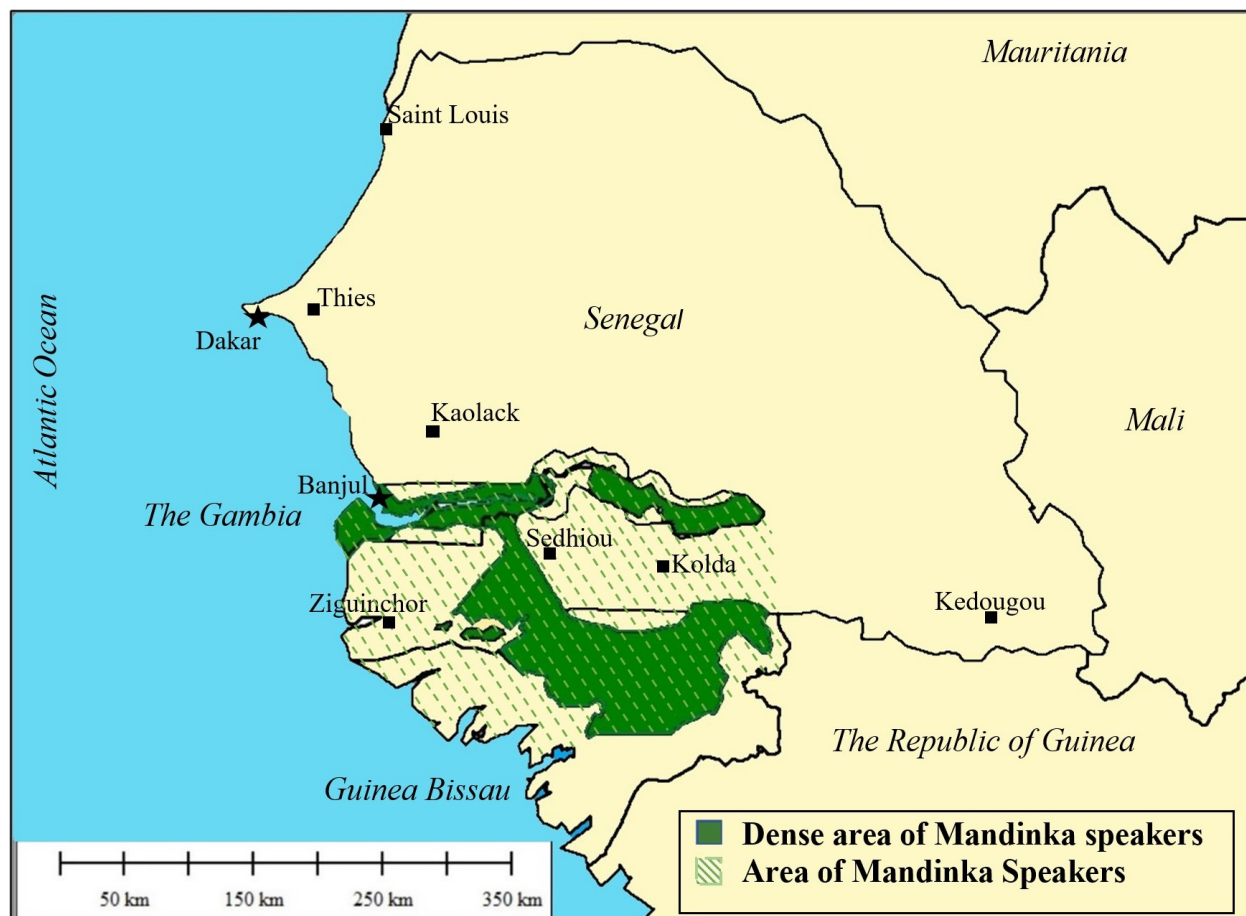 Mauritania
Saint Louis
Thies
Senegal
Dakar
Atlantic Ocean
Kaolack
Mali
Banjul
The Gambia
Sedhiou
Kolda
Ziguinchor
Kedougou
The Republic of Guinea
Guinea Bissau
Dense area of Mandinka speakers
Area of Mandinka Speakers
50 km 150 km 250 km 350 km